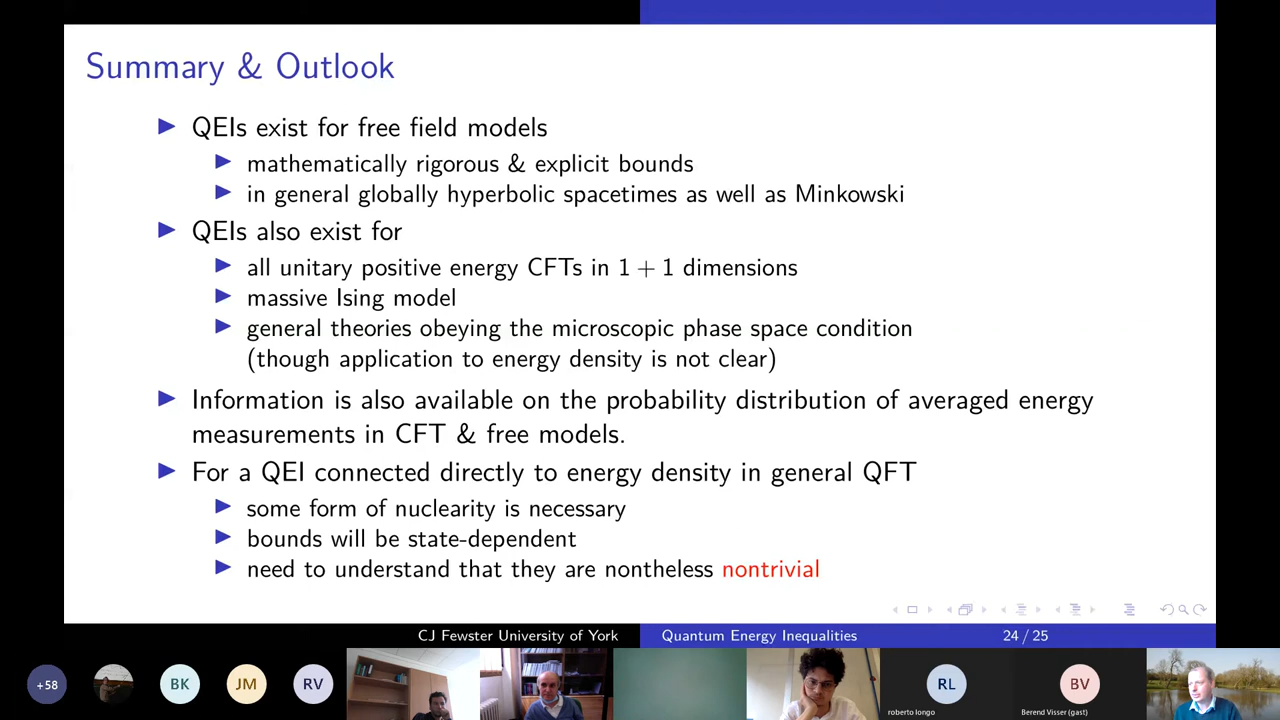 Summary & Outlook
QEIs exist for free field models
mathematically rigorous & explicit bounds
in general globally hyperbolic spacetimes as well as Minkowski
QEIs also exist for
all unitary positive energy CFTs in 1 + 1 dimensions
massive Ising model
general theories obeying the microscopic phase space condition
(though application to energy density is not clear)
Information is also available on the probability distribution of averaged energy
measurements in CFT & free models.
For a QEI connected directly to energy density in general QFT
some form of nuclearity is necessary
bounds will be state-dependent
need to understand that they are nontheless nontrivial
CJ Fewster University of York Quantum Energy Inequalities 24 / 25
+58 BK JM RV RL BV
roberto longo Berend Visser (gast)